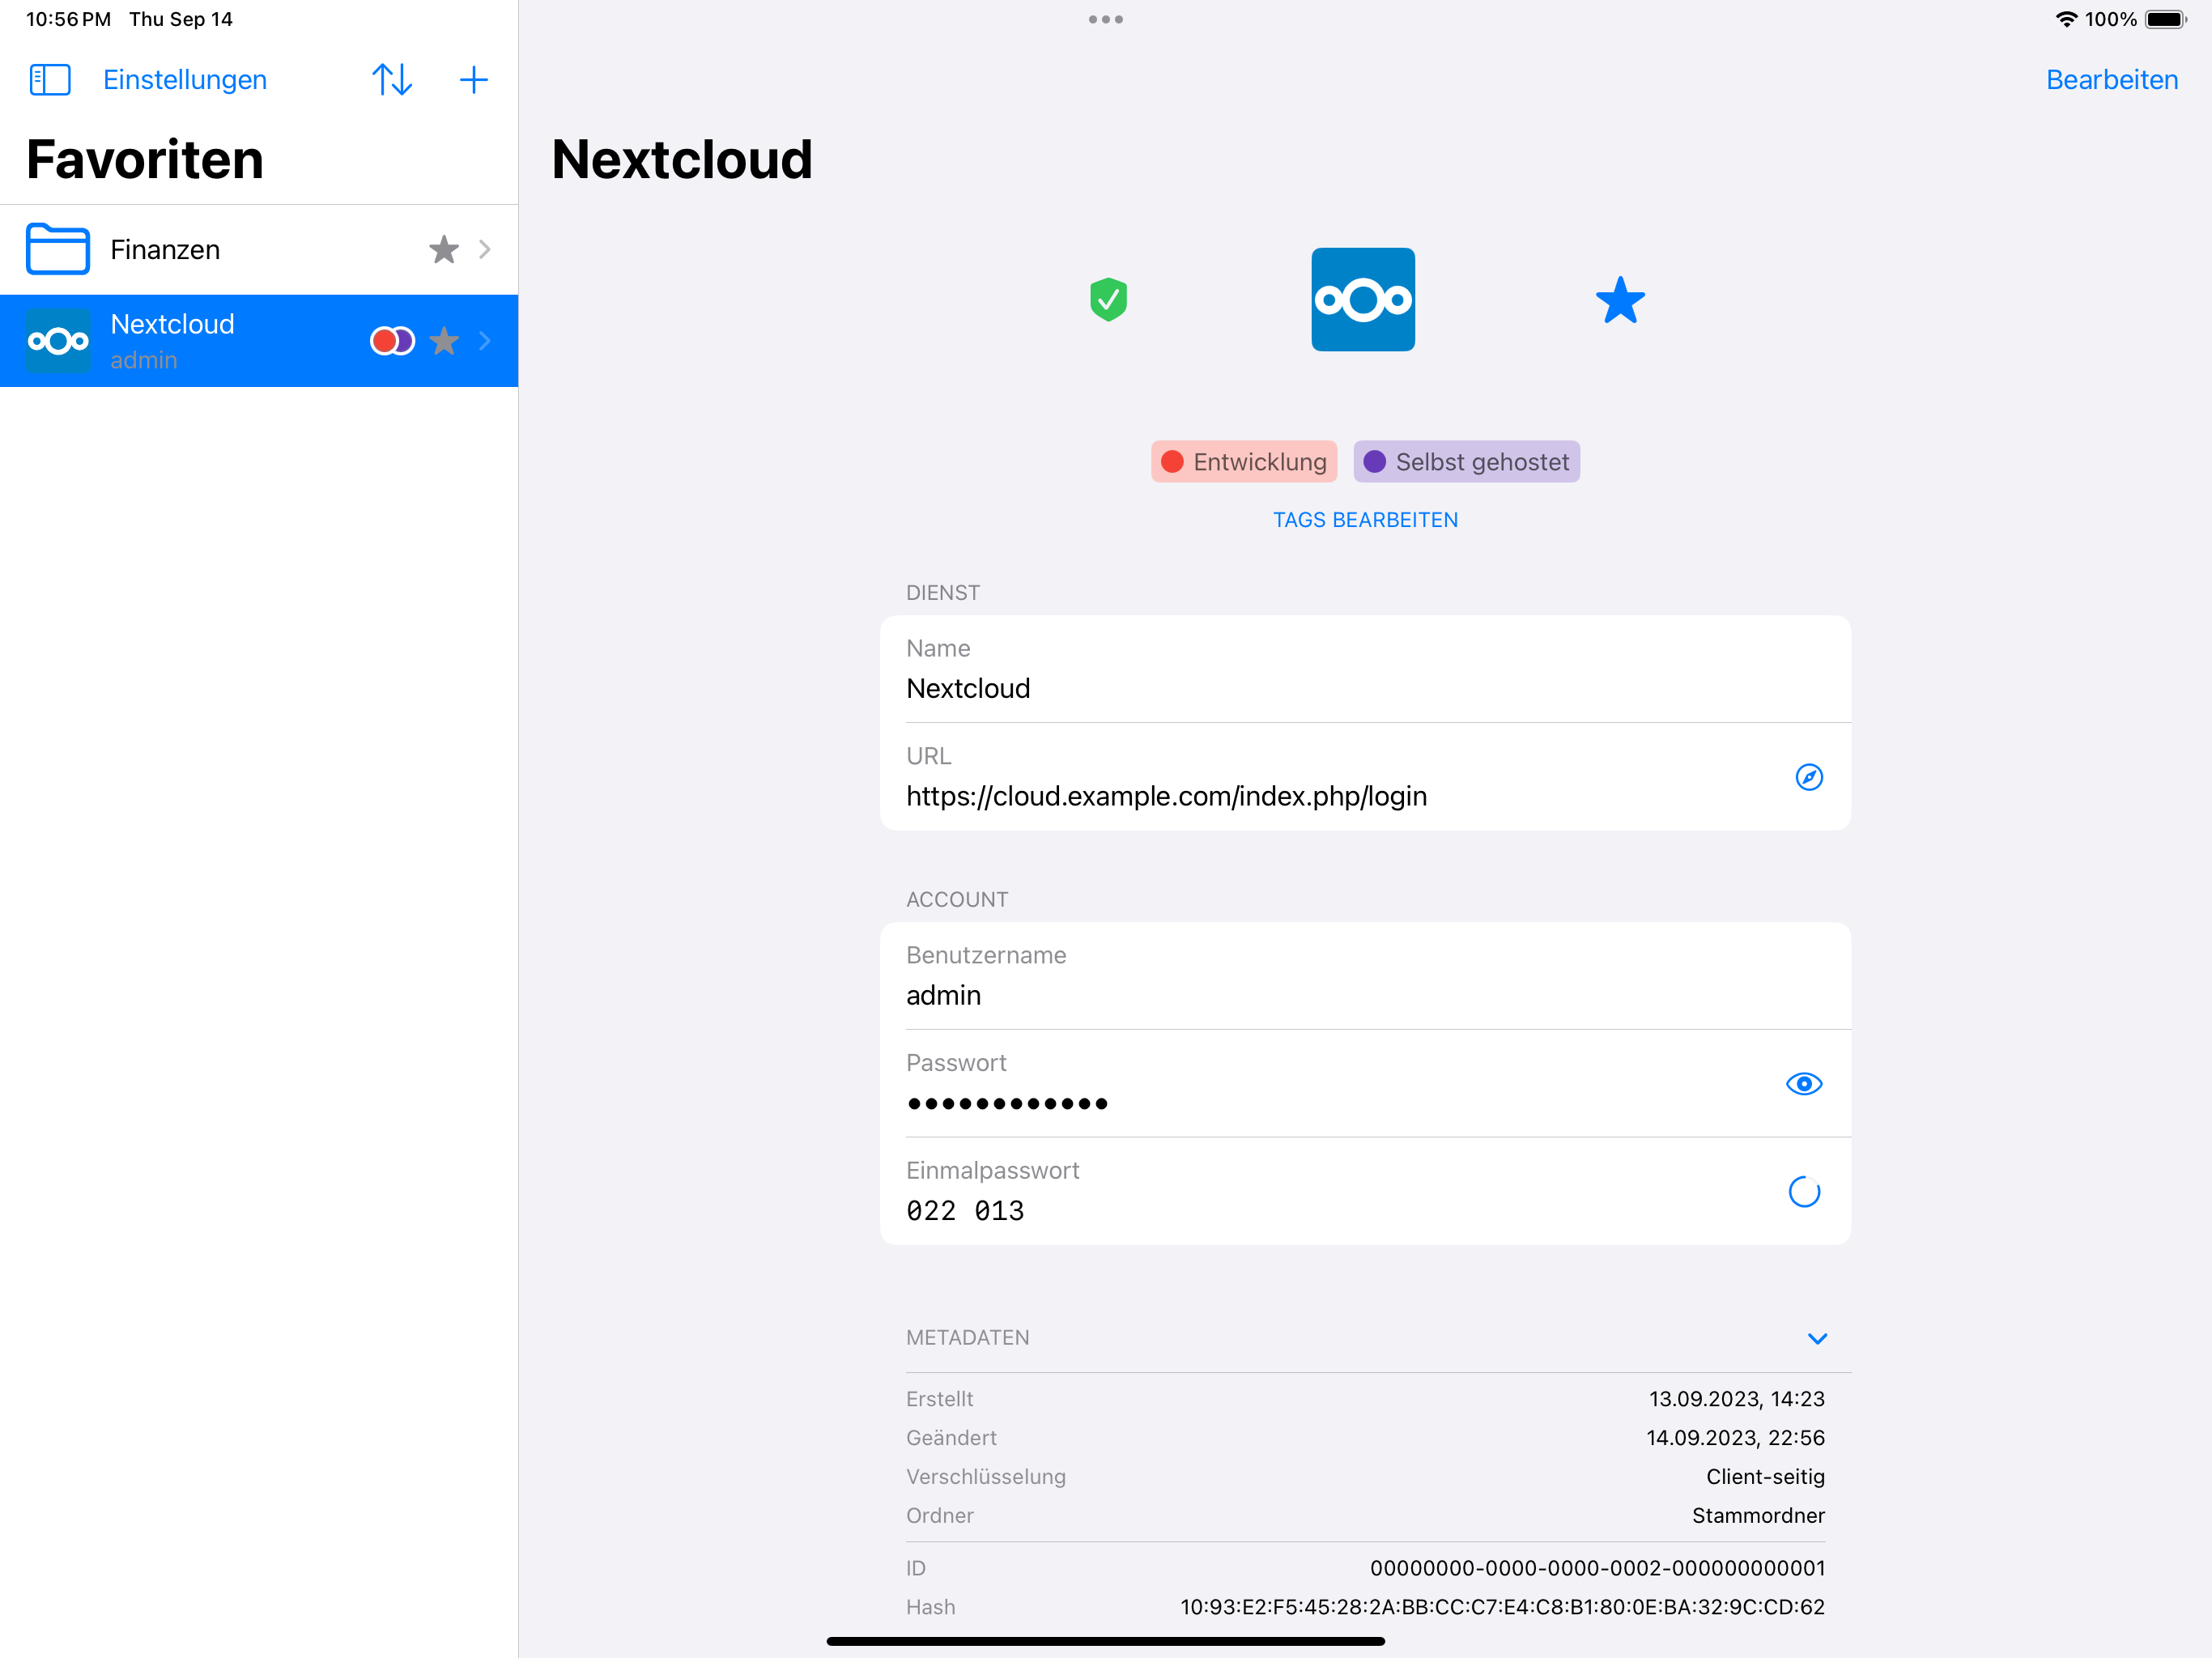 10:56 PM Thu Sep 14
100%
Einstellungen
Bearbeiten
Favoriten
Finanzen
Nextcloud
admin
Nextcloud
Entwicklung
Selbst gehostet
TAGS BEARBEITEN
DIENST
Name
Nextcloud
URL
https://cloud.example.com/index.php/login
ACCOUNT
Benutzername
admin
Passwort
••••••••••••
Einmalpasswort
022 013
METADATEN
Erstellt 13.09.2023, 14:23
Geändert 14.09.2023, 22:56
Verschlüsselung Client-seitig
Ordner Stammordner
ID 00000000-0000-0000-0002-000000000001
Hash 10:93:E2:F5:45:28:2A:BB:CC:C7:E4:C8:B1:80:0E:BA:32:9C:CD:62